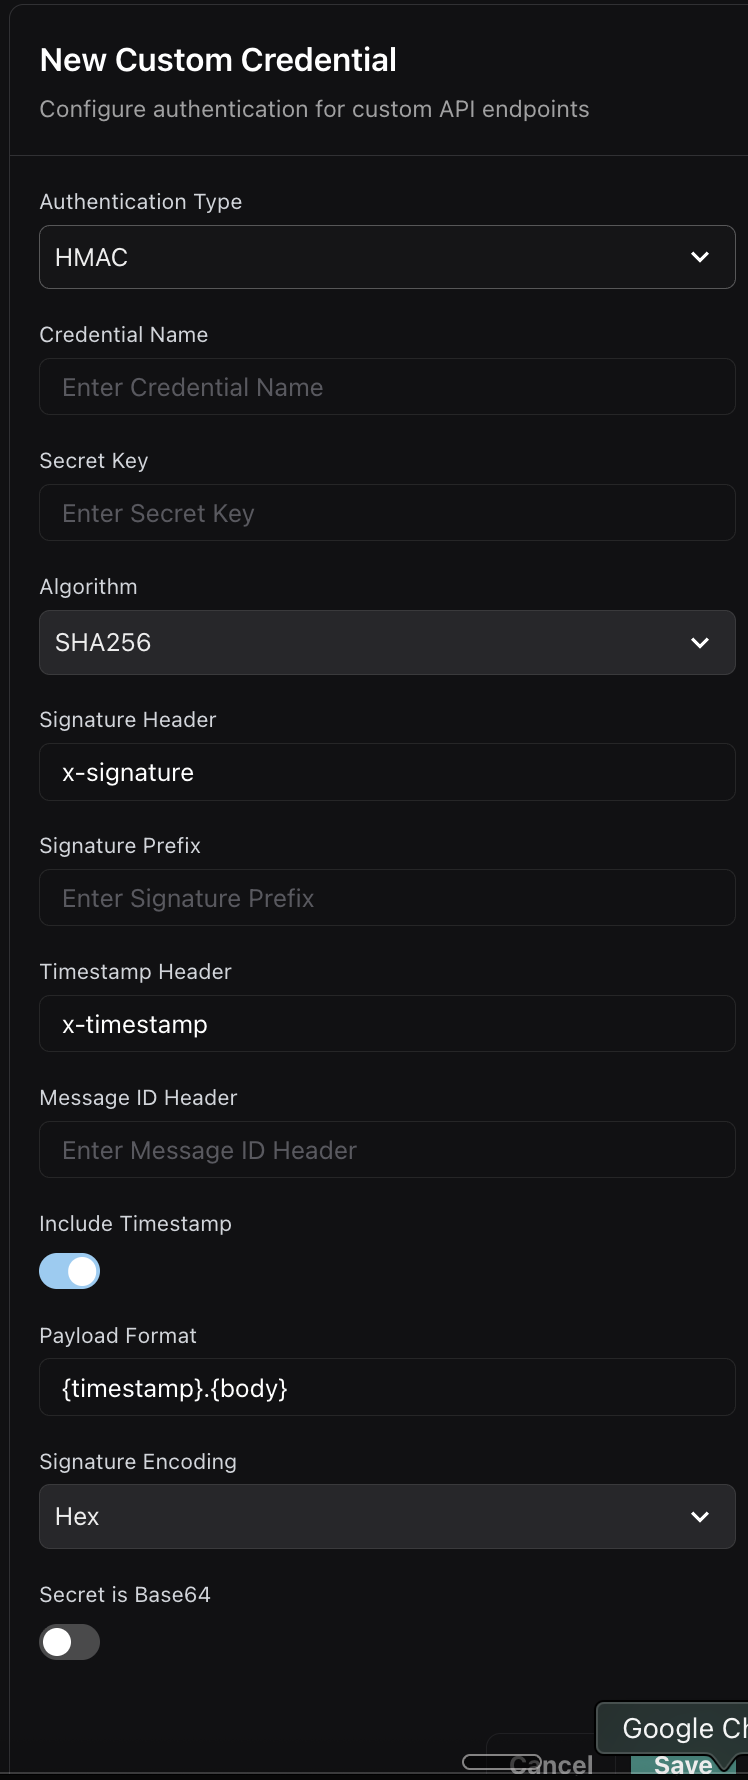 New Custom Credential
Configure authentication for custom API endpoints
Authentication Type
HMAC
Credential Name
Enter Credential Name
Secret Key
Enter Secret Key
Algorithm
SHA256
Signature Header
x-signature
Signature Prefix
Enter Signature Prefix
Timestamp Header
x-timestamp
Message ID Header
Enter Message ID Header
Include Timestamp
Payload Format
{timestamp}.{body}
Signature Encoding
Hex
Secret is Base64
Google Ch
Cancel
Save